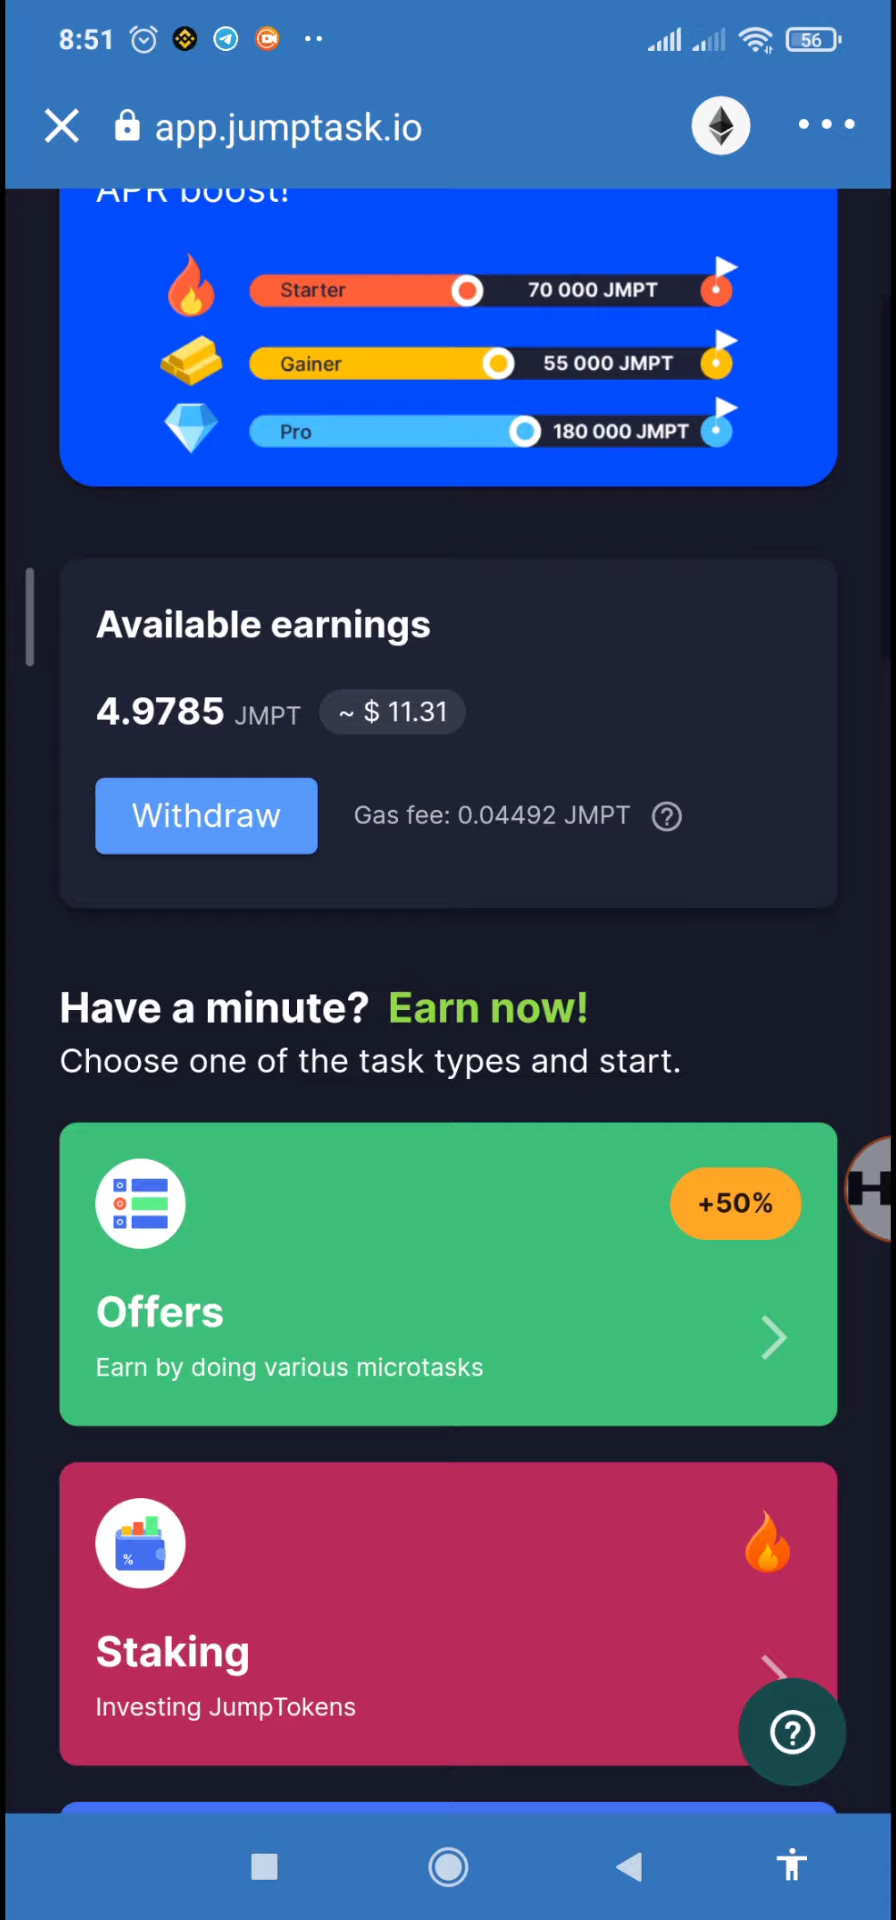 8:51
56
app.jumptask.io
APR boost!
Starter 70 000 JMPT
Gainer 55 000 JMPT
Pro 180 000 JMPT
Available earnings
4.9785 JMPT ~ $ 11.31
Withdraw Gas fee: 0.04492 JMPT ?
Have a minute? Earn now!
Choose one of the task types and start.
+50%
H
Offers
Earn by doing various microtasks
%
Staking
Investing JumpTokens
?